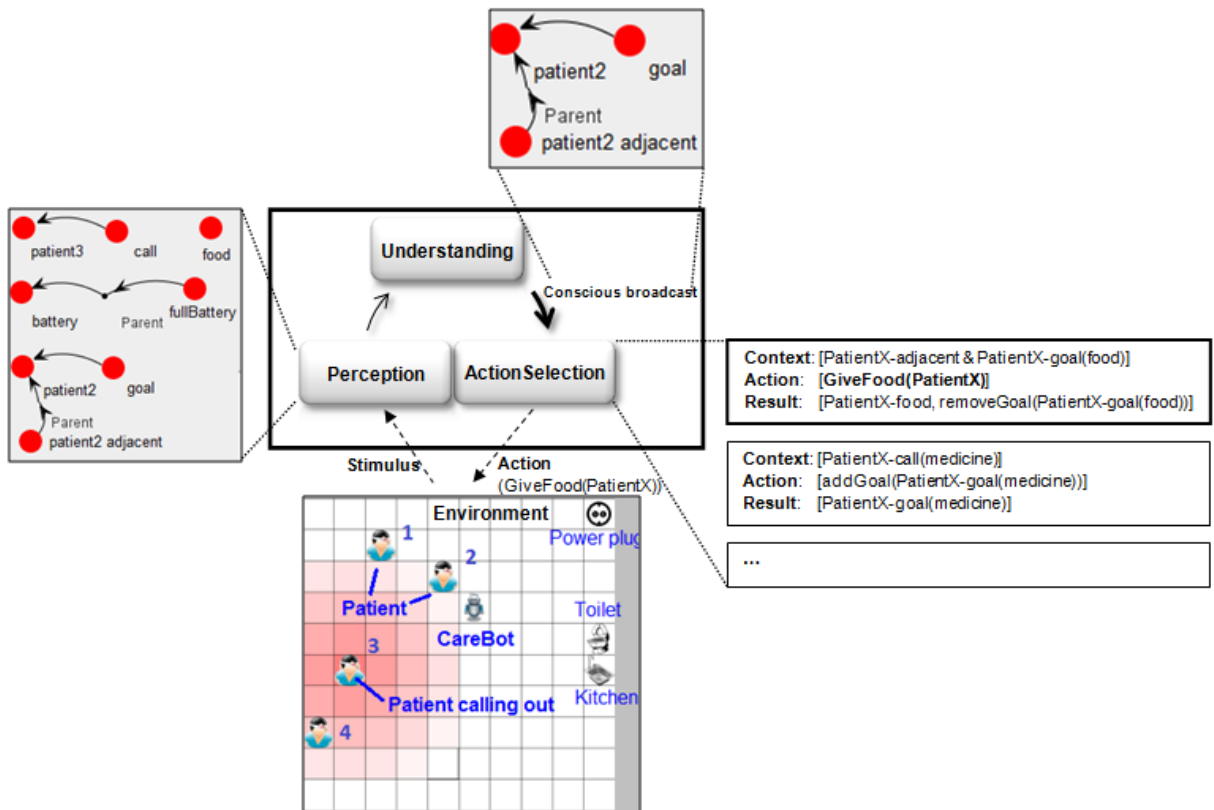 patient2
goal
Parent
patient2 adjacent
patient3
call
food
battery
Parent
fullBattery
patient2
goal
Parent
patient2 adjacent
Understanding
Conscious broadcast
Perception
ActionSelection
Stimulus
Action
(GiveFood(PatientX))
Context: [PatientX-adjacent & PatientX-goal(food)]
Action: [GiveFood(PatientX)]
Result: [PatientX-food, removeGoal(PatientX-goal(food))]
Context: [PatientX-call(medicine)]
Action: [addGoal(PatientX-goal(medicine))]
Result: [PatientX-goal(medicine)]
...
Environment
1
Power plug
2
Patient
Toilet
CareBot
3
Patient calling out
Kitchen
4